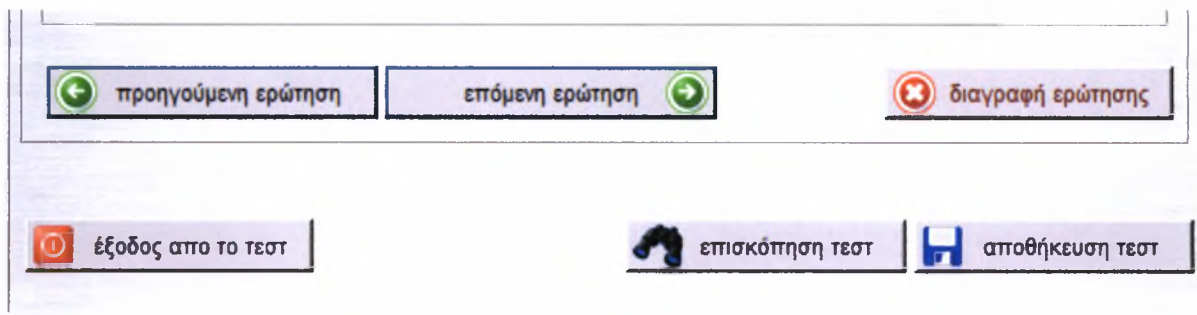 προηγούμενη ερώτηση επόμενη ερώτηση διαγραφή ερώτησης
έξοδος απο το τεστ επισκόπηση τεστ αποθήκευση τεστ